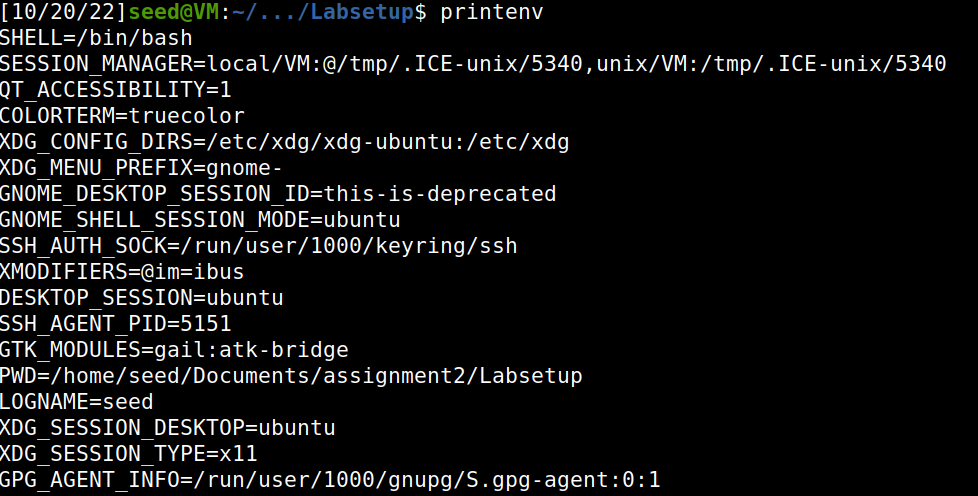 [10/20/22]seed@VM:~/.../Labsetup$ printenv
SHELL=/bin/bash
SESSION_MANAGER=local/VM:@/tmp/.ICE-unix/5340,unix/VM:/tmp/.ICE-unix/5340
QT_ACCESSIBILITY=1
COLORTERM=truecolor
XDG_CONFIG_DIRS=/etc/xdg/xdg-ubuntu:/etc/xdg
XDG_MENU_PREFIX=gnome-
GNOME_DESKTOP_SESSION_ID=this-is-deprecated
GNOME_SHELL_SESSION_MODE=ubuntu
SSH_AUTH_SOCK=/run/user/1000/keyring/ssh
XMODIFIERS=@im=ibus
DESKTOP_SESSION=ubuntu
SSH_AGENT_PID=5151
GTK_MODULES=gail:atk-bridge
PWD=/home/seed/Documents/assignment2/Labsetup
LOGNAME=seed
XDG_SESSION_DESKTOP=ubuntu
XDG_SESSION_TYPE=x11
GPG_AGENT_INFO=/run/user/1000/gnupg/S.gpg-agent:0:1